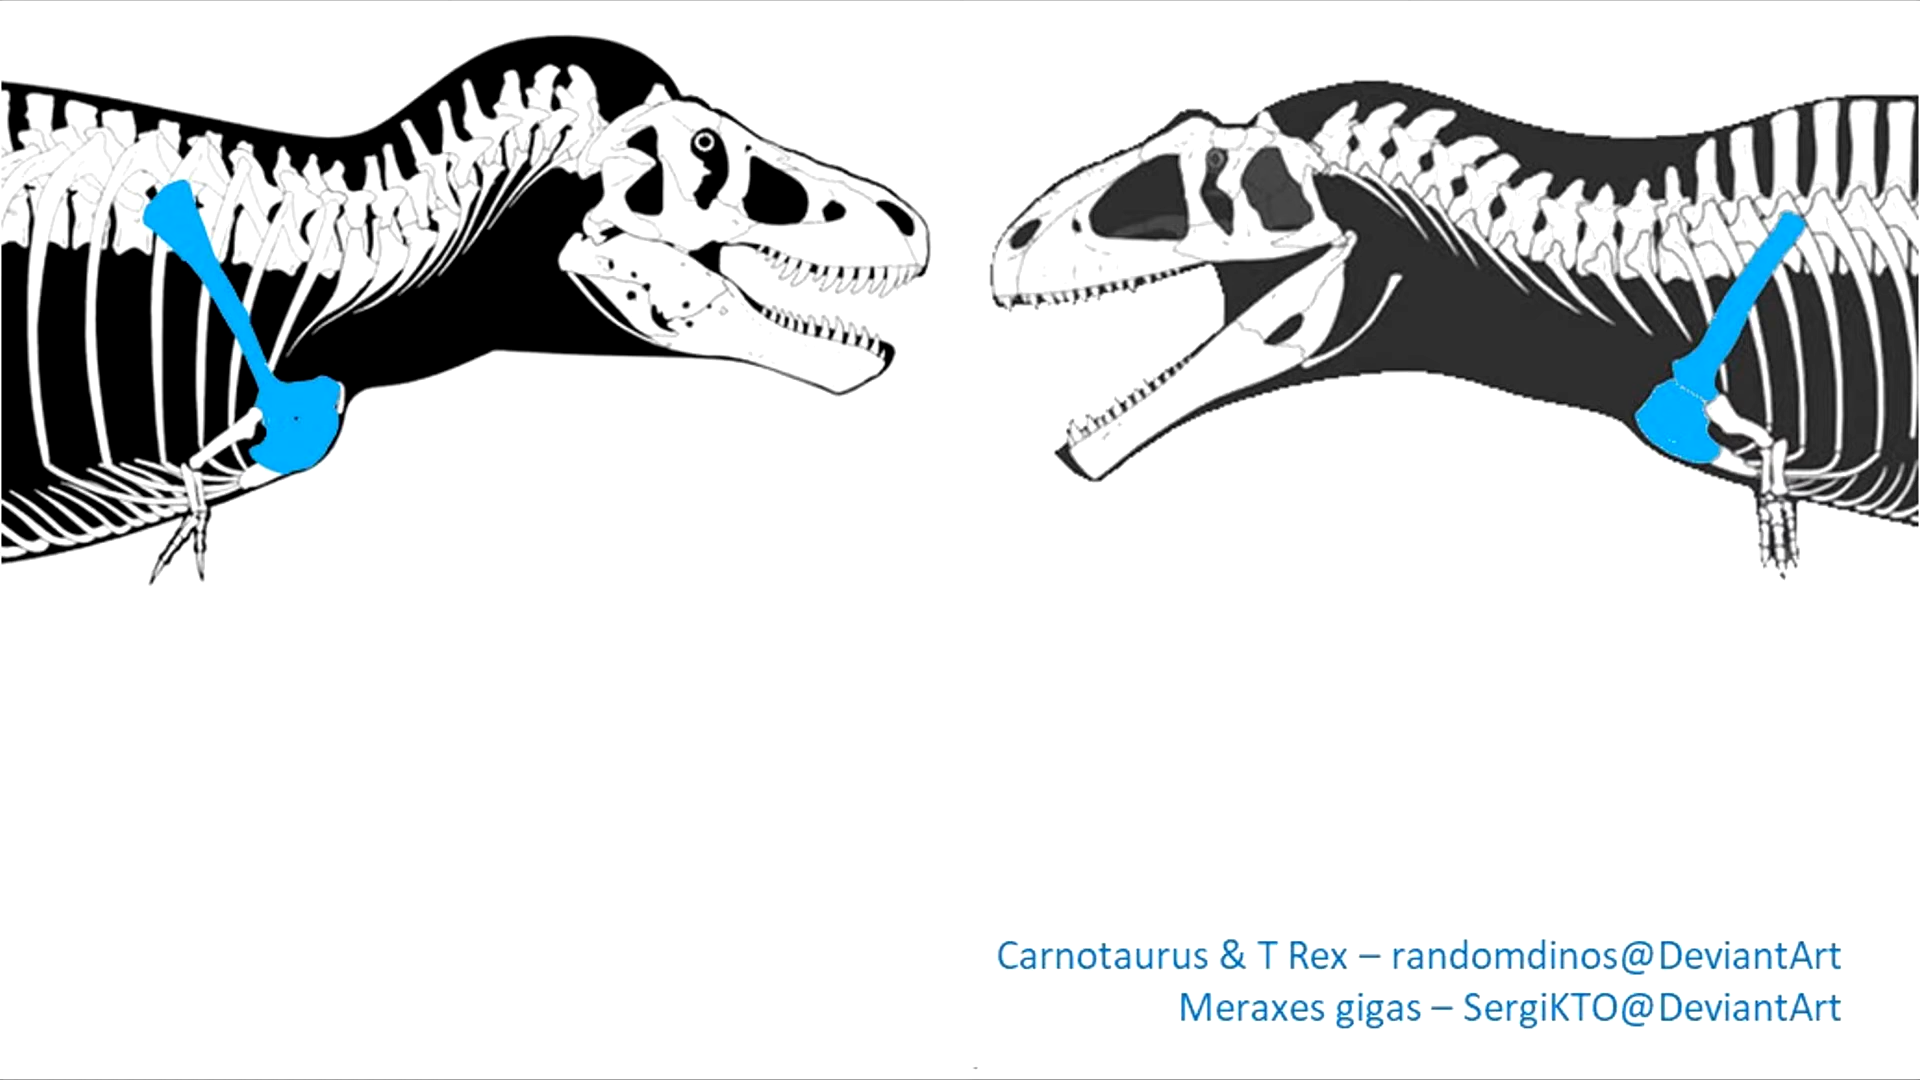 Carnotaurus & T Rex – randomdinos@DeviantArt
Meraxes gigas – SergiKTO@DeviantArt